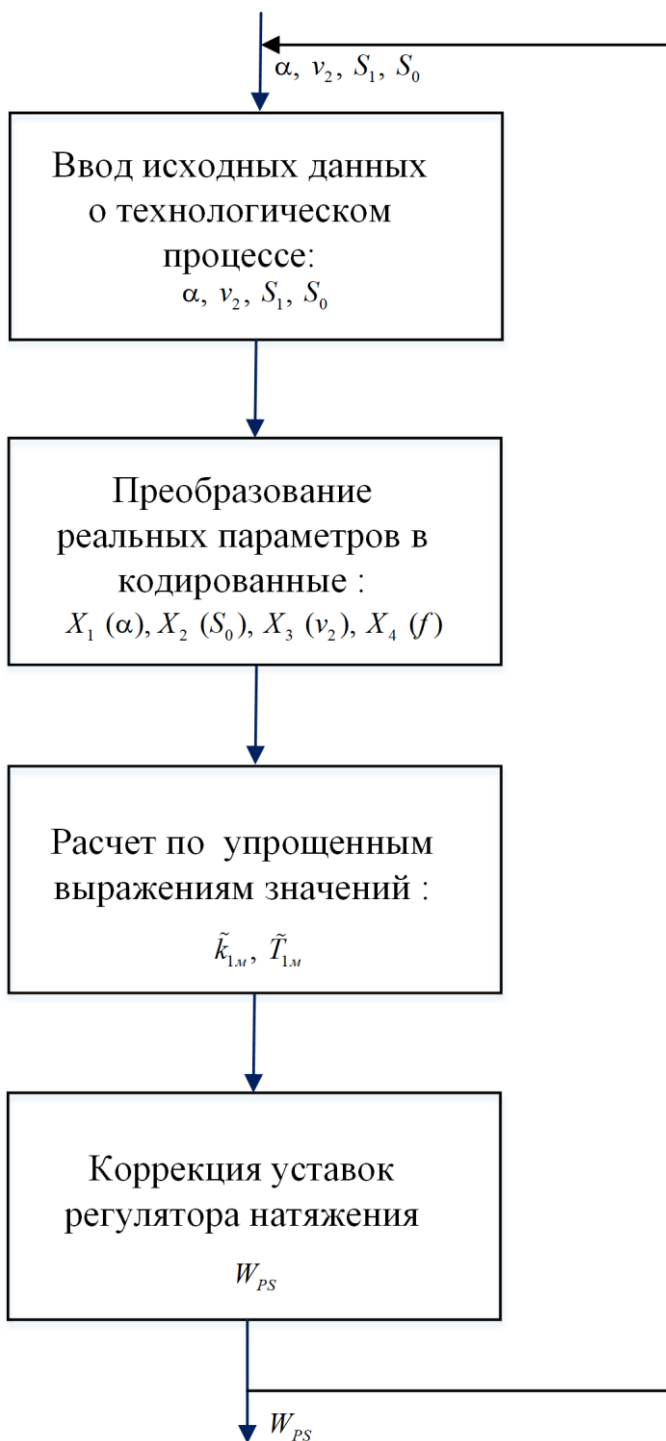 α, v₂, S₁, S₀
Ввод исходных данных
о технологическом
процессе:
α, v₂, S₁, S₀
Преобразование
реальных параметров в
кодированные :
X₁ (α), X₂ (S₀), X₃ (v₂), X₄ (f)
Расчет по упрощенным
выражениям значений :
k̃₁ₘ, T̃₁ₘ
Коррекция уставок
регулятора натяжения
W_PS
W_PS